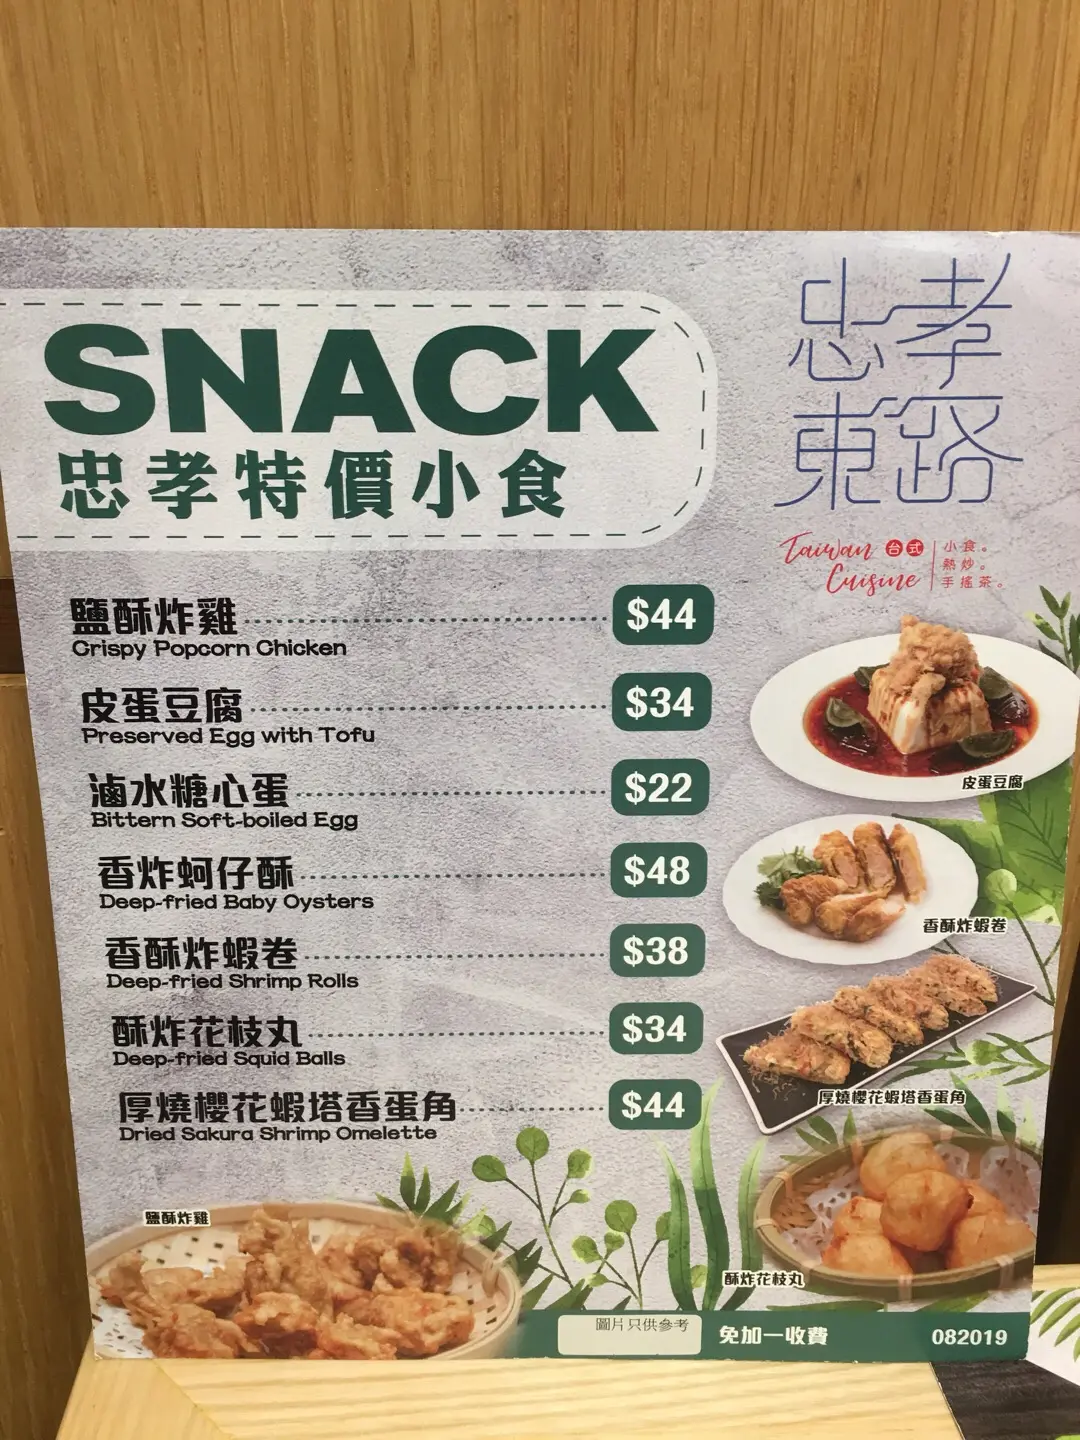 忠孝
東路
Taiwan 台式
Cuisine
小食。
熱炒。
手搖茶。
SNACK
忠孝特價小食
鹽酥炸雞 $44
Crispy Popcorn Chicken
皮蛋豆腐 $34
Preserved Egg with Tofu
滷水糖心蛋 $22
Bittern Soft-boiled Egg
香炸蚵仔酥 $48
Deep-fried Baby Oysters
香酥炸蝦卷 $38
Deep-fried Shrimp Rolls
酥炸花枝丸 $34
Deep-fried Squid Balls
厚燒櫻花蝦塔香蛋角 $44
Dried Sakura Shrimp Omelette
皮蛋豆腐
香酥炸蝦卷
厚燒櫻花蝦塔香蛋角
鹽酥炸雞
酥炸花枝丸
圖片只供參考
免加一收費
082019